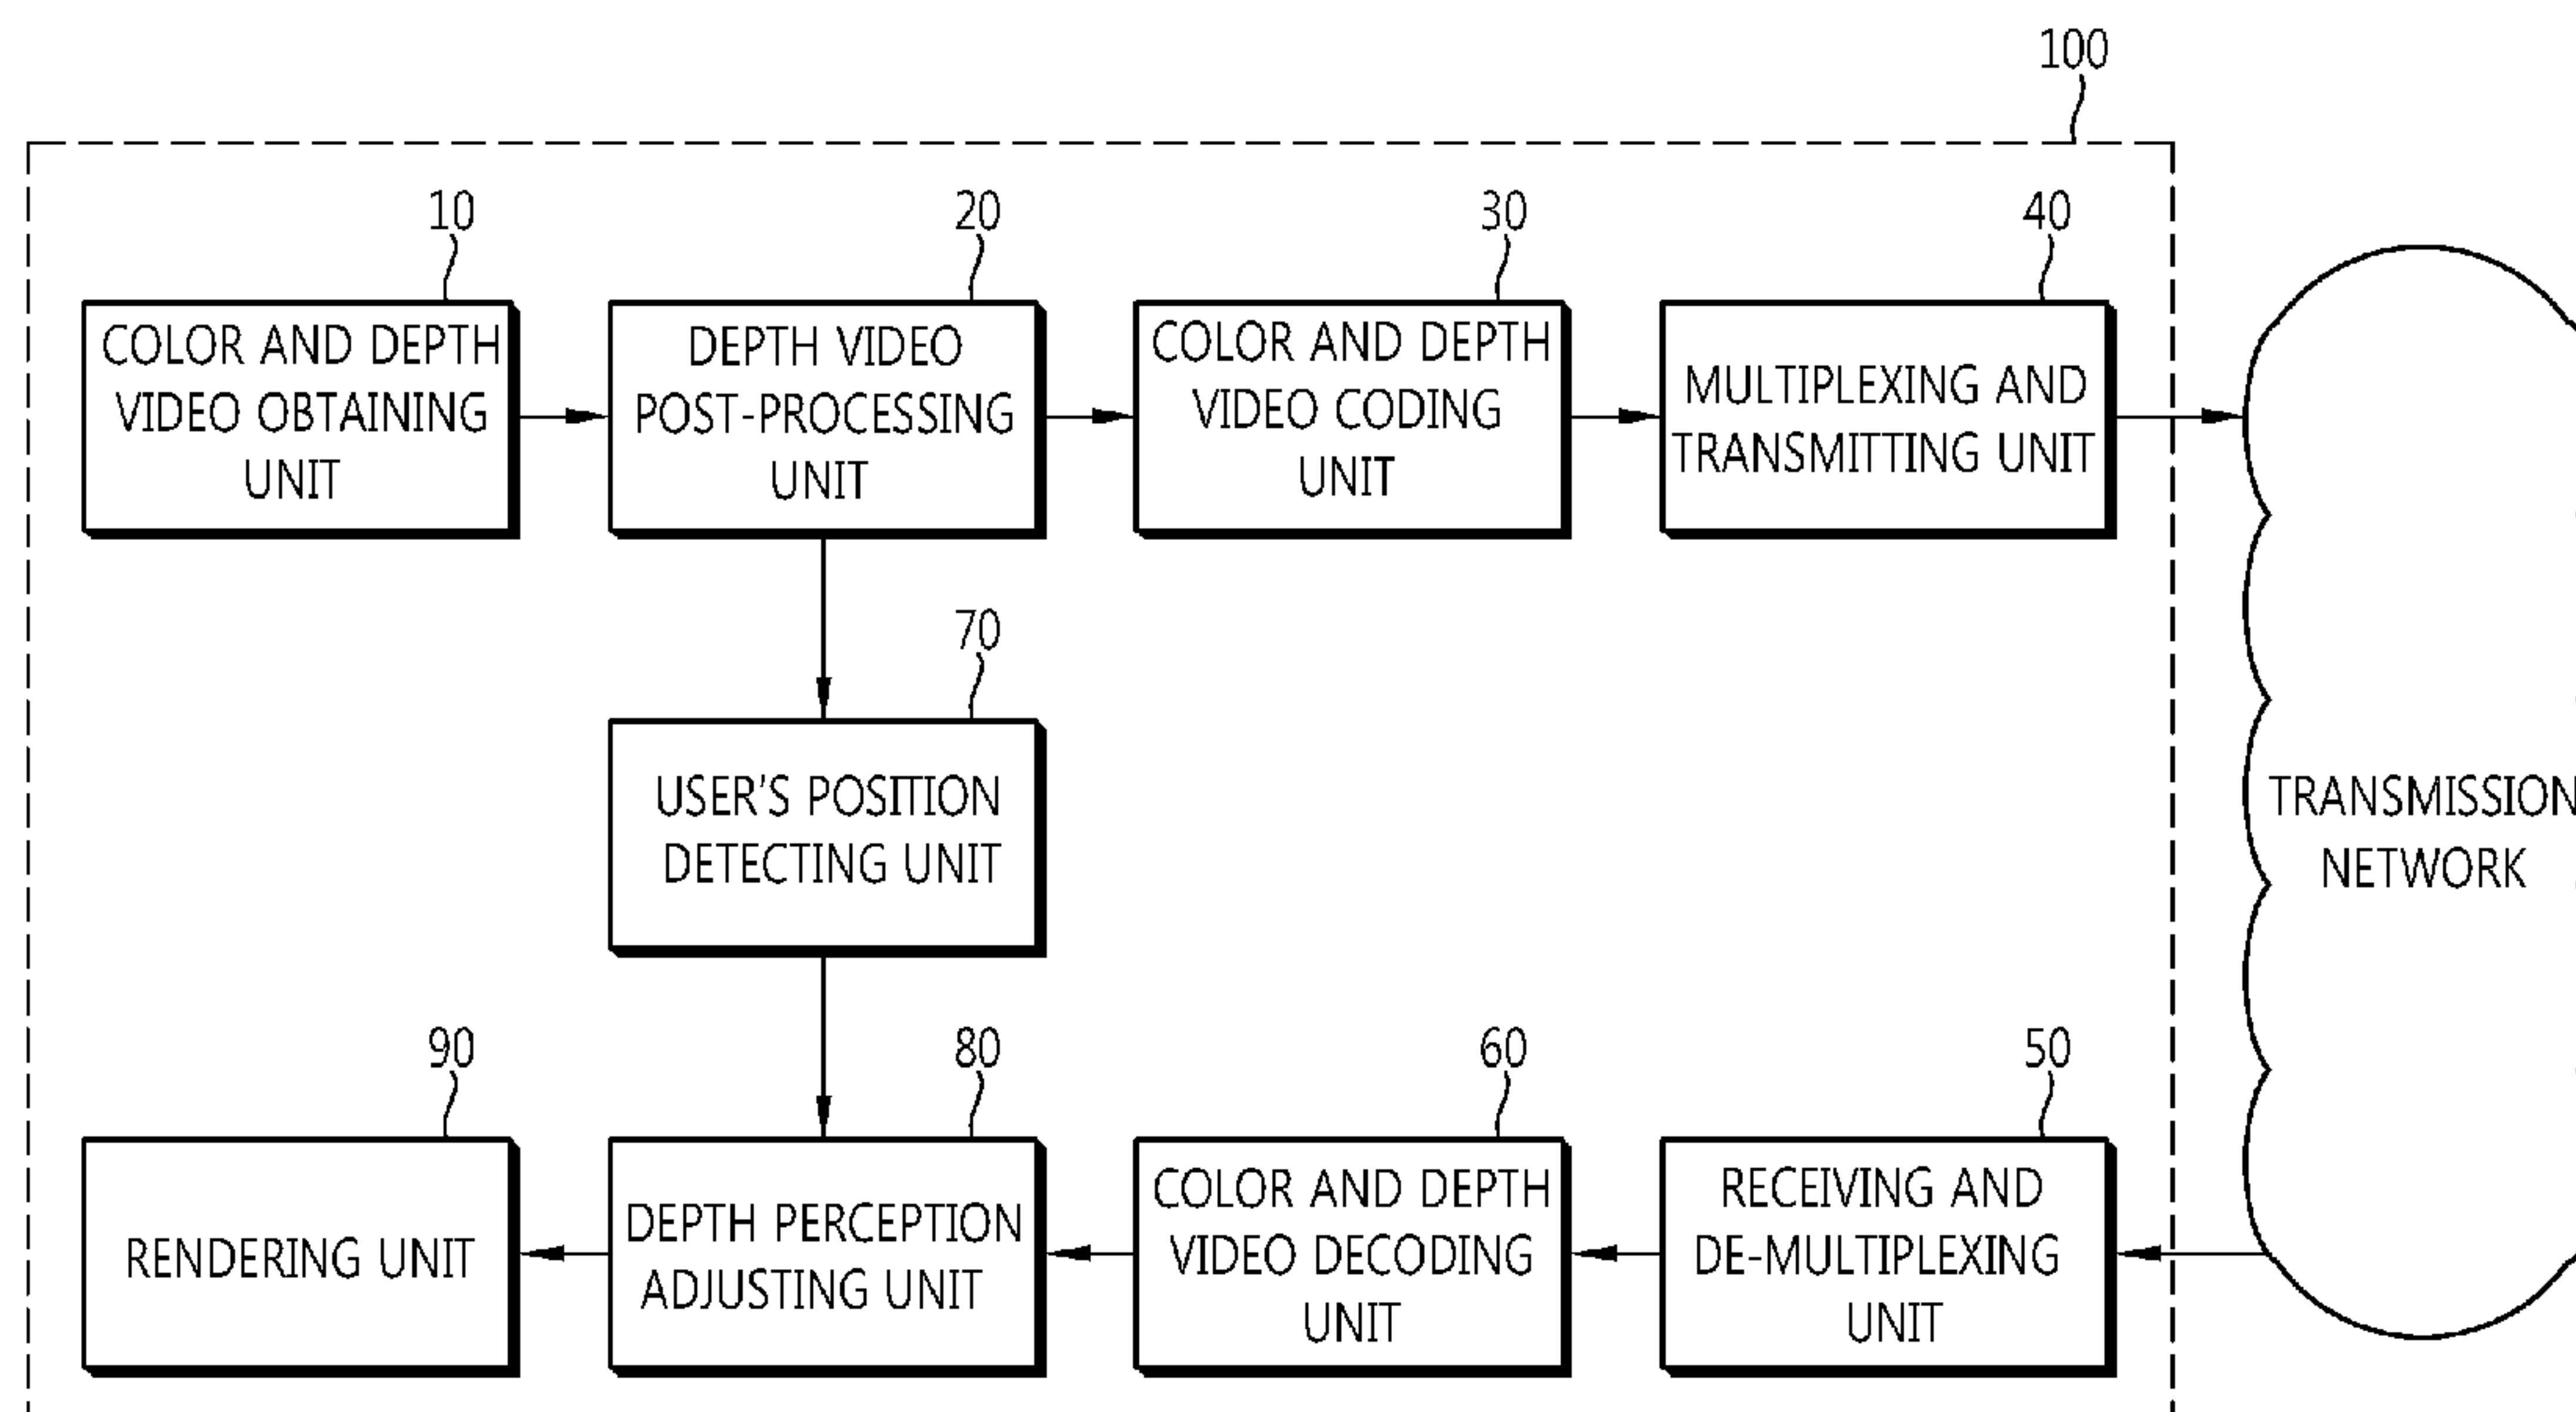 100
10
20
30
40
COLOR AND DEPTH
VIDEO OBTAINING
UNIT
DEPTH VIDEO
POST-PROCESSING
UNIT
COLOR AND DEPTH
VIDEO CODING
UNIT
MULTIPLEXING AND
TRANSMITTING UNIT
70
USER'S POSITION
DETECTING UNIT
TRANSMISSION
NETWORK
90
80
60
50
RENDERING UNIT
DEPTH PERCEPTION
ADJUSTING UNIT
COLOR AND DEPTH
VIDEO DECODING
UNIT
RECEIVING AND
DE-MULTIPLEXING
UNIT